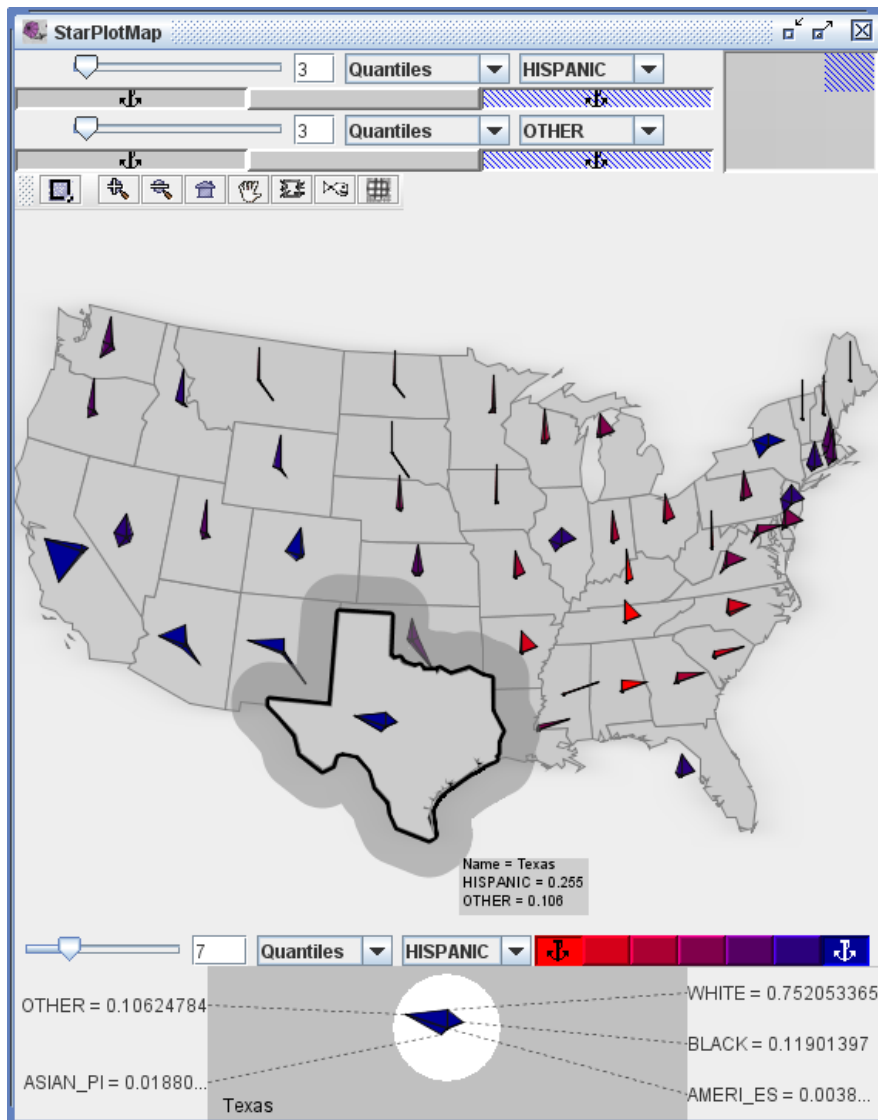 StarPlotMap
3 Quantiles HISPANIC
3 Quantiles OTHER
Name = Texas
HISPANIC = 0.255
OTHER = 0.106
7 Quantiles HISPANIC
OTHER = 0.10624784
WHITE = 0.752053365
BLACK = 0.11901397
ASIAN_PI = 0.01880...
AMERI_ES = 0.0038...
Texas